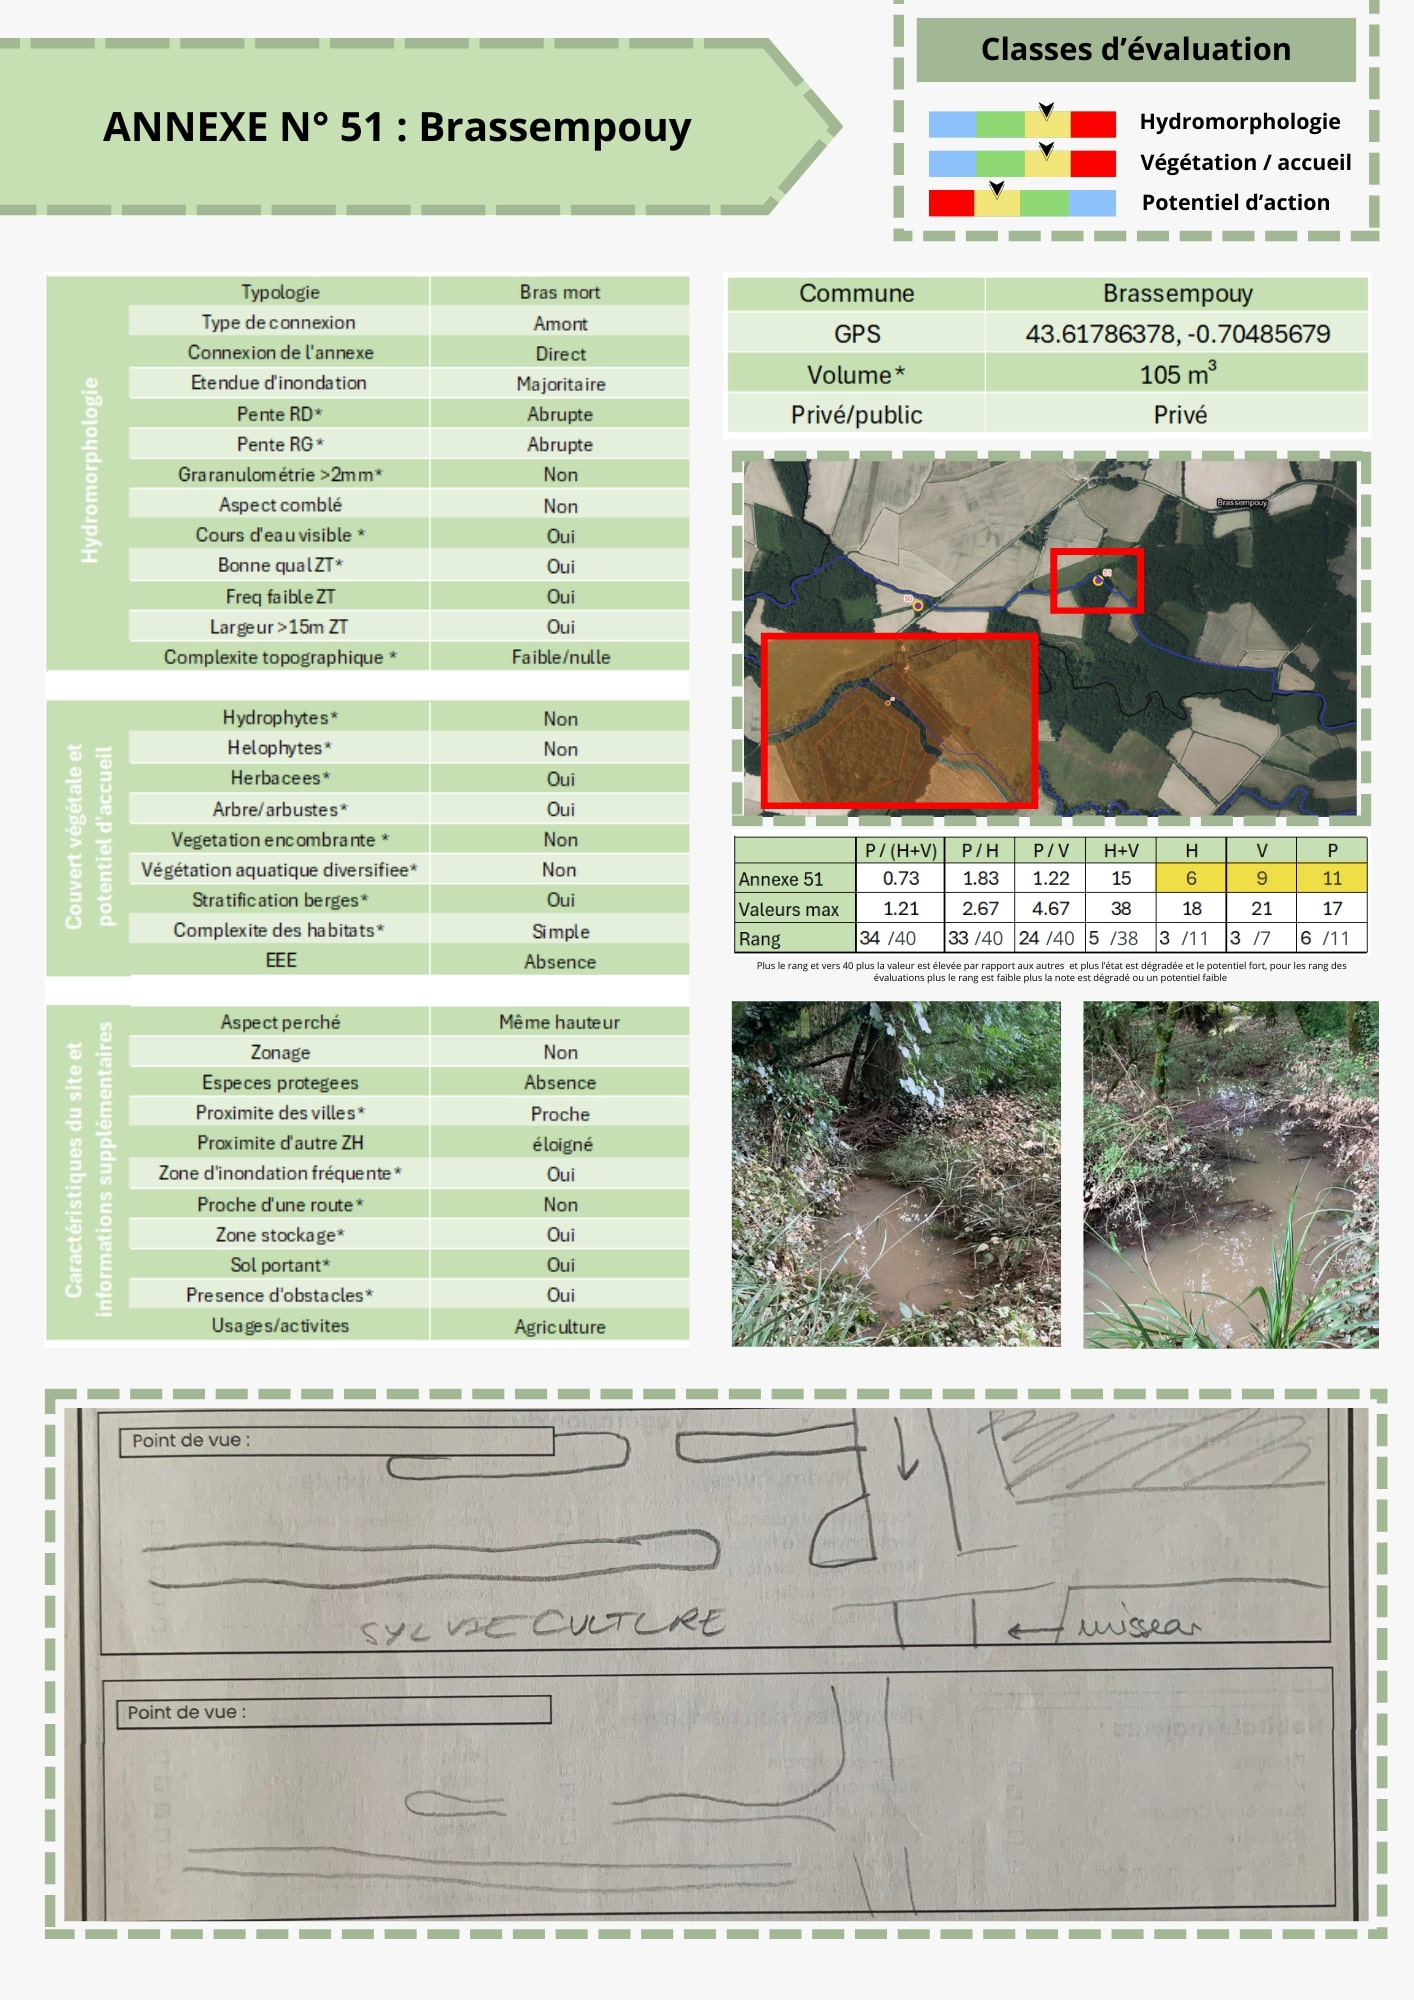 ANNEXE N° 51 : Brassempouy
Classes d’évaluation
Hydromorphologie
Végétation / accueil
Potentiel d’action
Hydromorphologie
Typologie Bras mort
Type de connexion Amont
Connexion de l'annexe Direct
Etendue d'inondation Majoritaire
Pente RD* Abrupte
Pente RG* Abrupte
Graranulométrie >2mm* Non
Aspect comblé Non
Cours d'eau visible * Oui
Bonne qual ZT* Oui
Freq faible ZT Oui
Largeur >15m ZT Oui
Complexite topographique * Faible/nulle
Couvert végétale et
potentiel d'accueil
Hydrophytes* Non
Helophytes* Non
Herbacees* Oui
Arbre/arbustes* Oui
Vegetation encombrante * Non
Végétation aquatique diversifiee* Non
Stratification berges* Oui
Complexite des habitats* Simple
EEE Absence
Caractéristiques du site et
informations supplémentaires
Aspect perché Même hauteur
Zonage Non
Especes protegees Absence
Proximite des villes* Proche
Proximite d'autre ZH éloigné
Zone d'inondation fréquente* Oui
Proche d'une route* Non
Zone stockage* Oui
Sol portant* Oui
Presence d'obstacles* Oui
Usages/activites Agriculture
Commune Brassempouy
GPS 43.61786378, -0.70485679
Volume* 105 m³
Privé/public Privé
Brassempouy
51
50
P / (H+V) P / H P / V H+V H V P
Annexe 51 0.73 1.83 1.22 15 6 9 11
Valeurs max 1.21 2.67 4.67 38 18 21 17
Rang 34 /40 33 /40 24 /40 5 /38 3 /11 3 /7 6 /11
Plus le rang et vers 40 plus la valeur est élevée par rapport aux autres et plus l'état est dégradée et le potentiel fort, pour les rang des
évaluations plus le rang est faible plus la note est dégradé ou un potentiel faible
Point de vue :
SYLVIE CULTURE
Point de vue :